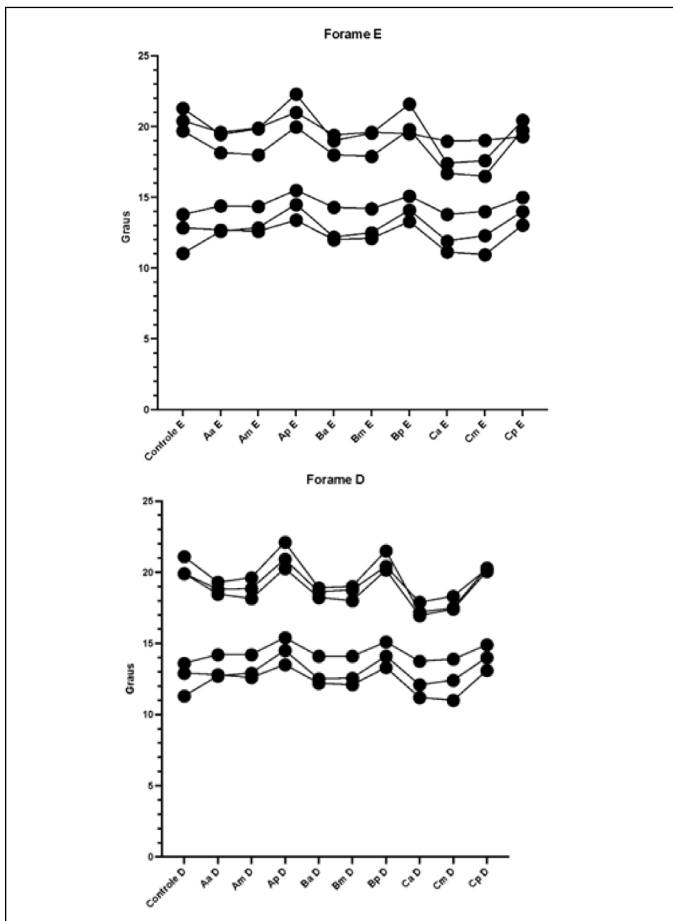 Forame E
25
20
15
10
5
0
Graus
Controle E
Aa E
Am E
Ap E
Ba E
Bm E
Bp E
Ca E
Cm E
Cp E
Forame D
25
20
15
10
5
0
Graus
Controle D
Aa D
Am D
Ap D
Ba D
Bm D
Bp D
Ca D
Cm D
Cp D